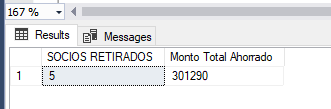 167 %
Results Messages
SOCIOS RETIRADOS Monto Total Ahorrado
1 5 301290